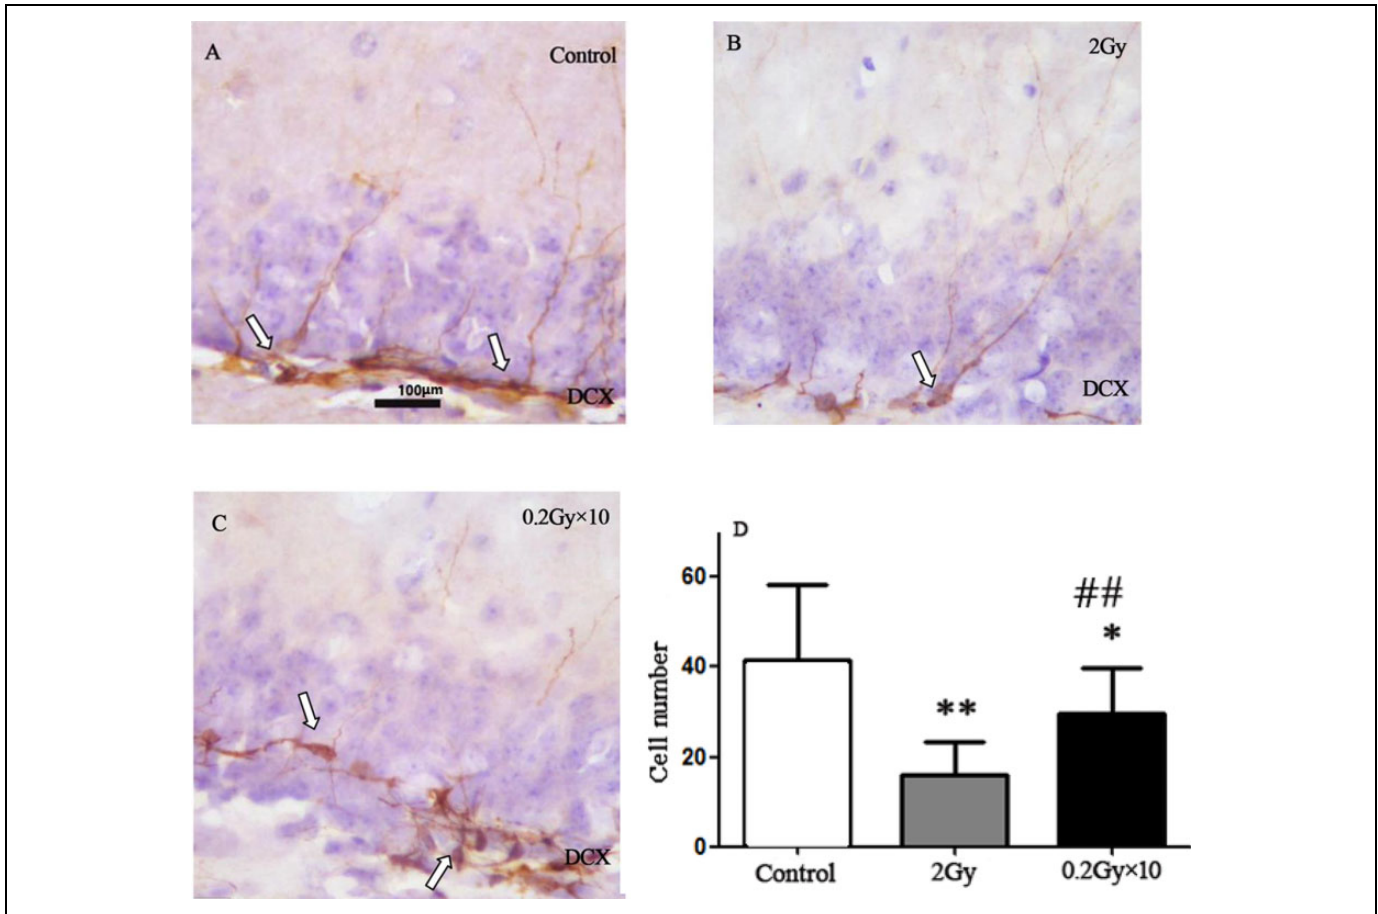 A
Control
100μm
DCX
B
2Gy
DCX
C
0.2Gy×10
DCX
D
Cell number
60
40
20
0
**
##
*
Control
2Gy
0.2Gy×10